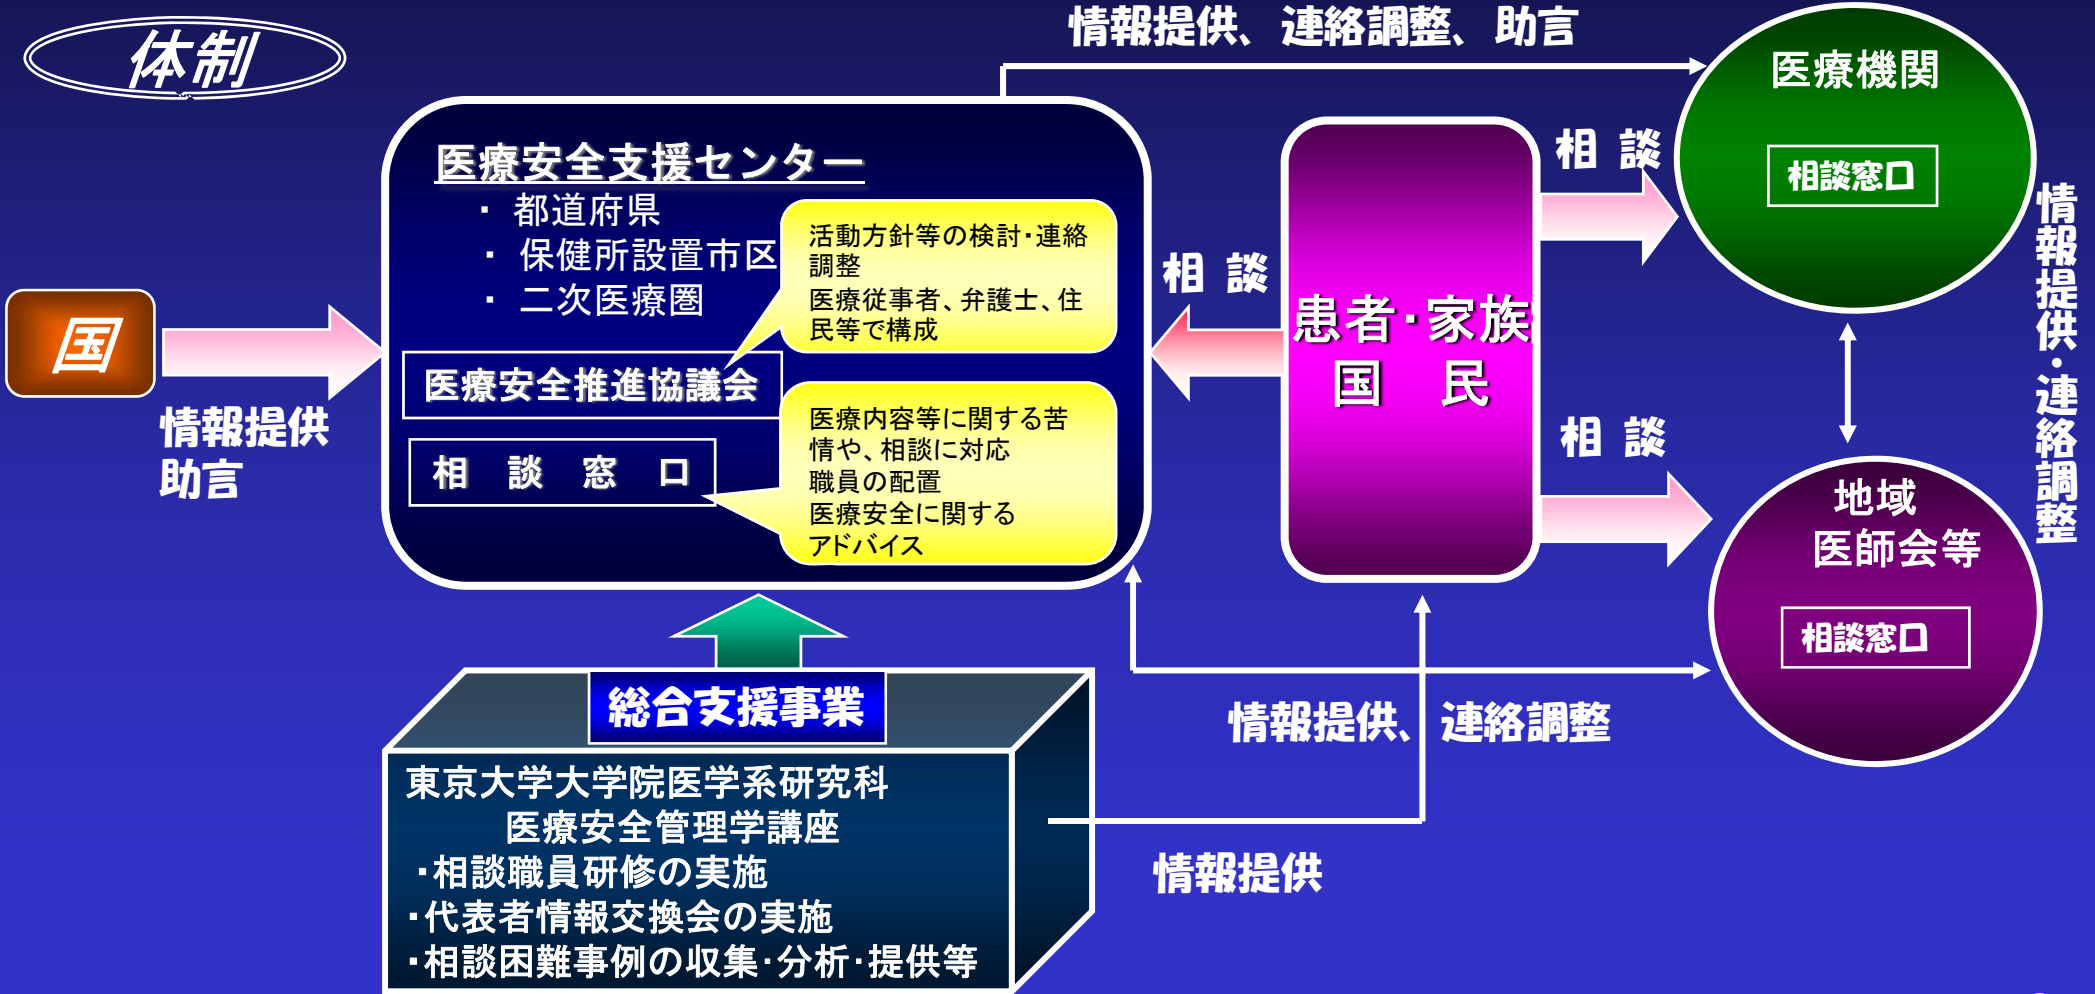 体制
情報提供、連絡調整、助言
医療機関
相談窓口
医療安全支援センター
・ 都道府県
・ 保健所設置市区
・ 二次医療圏
活動方針等の検討・連絡
調整
医療従事者、弁護士、住
民等で構成
医療安全推進協議会
相 談 窓 口
医療内容等に関する苦
情や、相談に対応
職員の配置
医療安全に関する
アドバイス
国
情報提供
助言
相 談
患者・家族
国 民
相 談
相 談
情報提供・連絡調整
地域
医師会等
相談窓口
情報提供、連絡調整
総合支援事業
東京大学大学院医学系研究科
医療安全管理学講座
・相談職員研修の実施
・代表者情報交換会の実施
・相談困難事例の収集・分析・提供等
情報提供